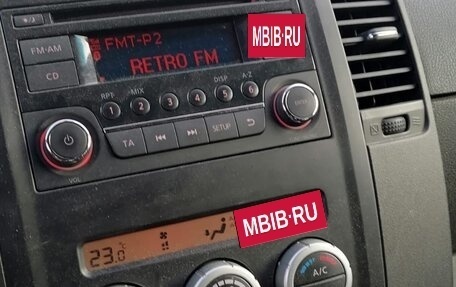 MBIB·RU
FM·AM
FMT-P2
RETRO FM
CD
RPT MIX DISP A-Z
1 2 3 4 5 6
TA SETUP
ENTER
VOL
MBIB·RU
23.0
A/C